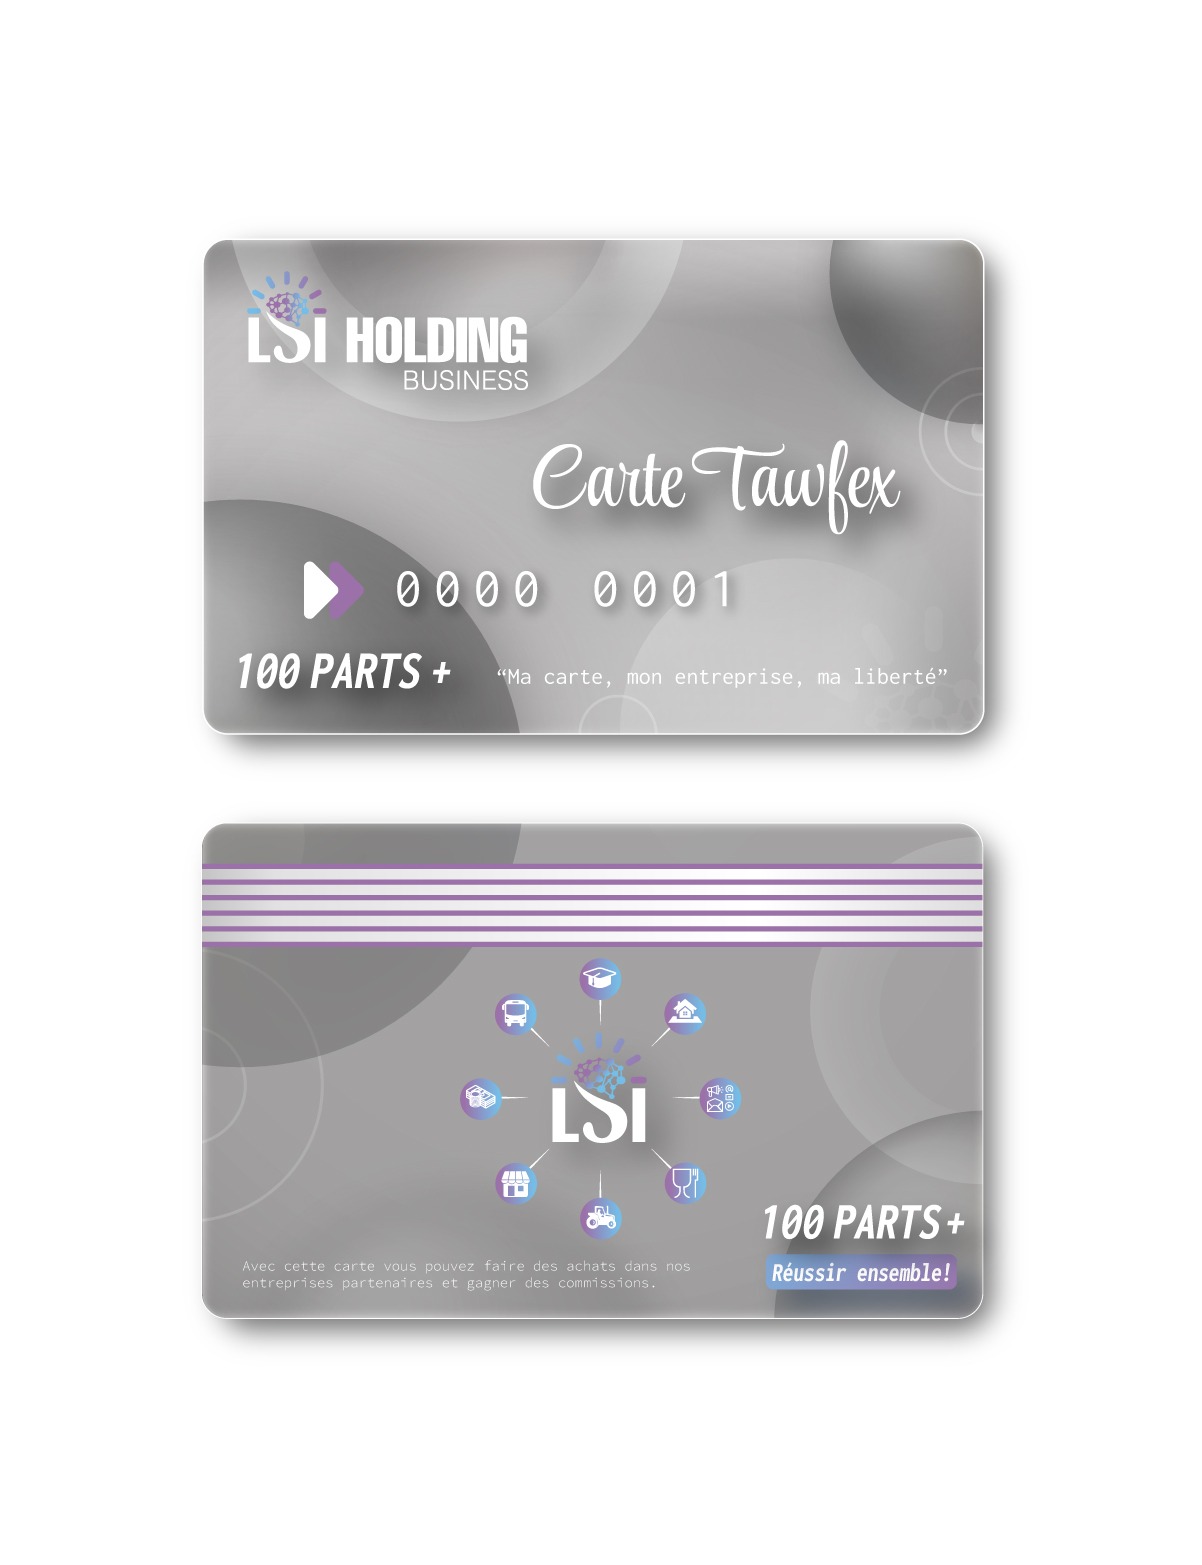 LSI HOLDING
BUSINESS
Carte Tawfex
0000 0001
100 PARTS +
“Ma carte, mon entreprise, ma liberté”
LSI
100 PARTS +
Réussir ensemble!
Avec cette carte vous pouvez faire des achats dans nos
entreprises partenaires et gagner des commissions.